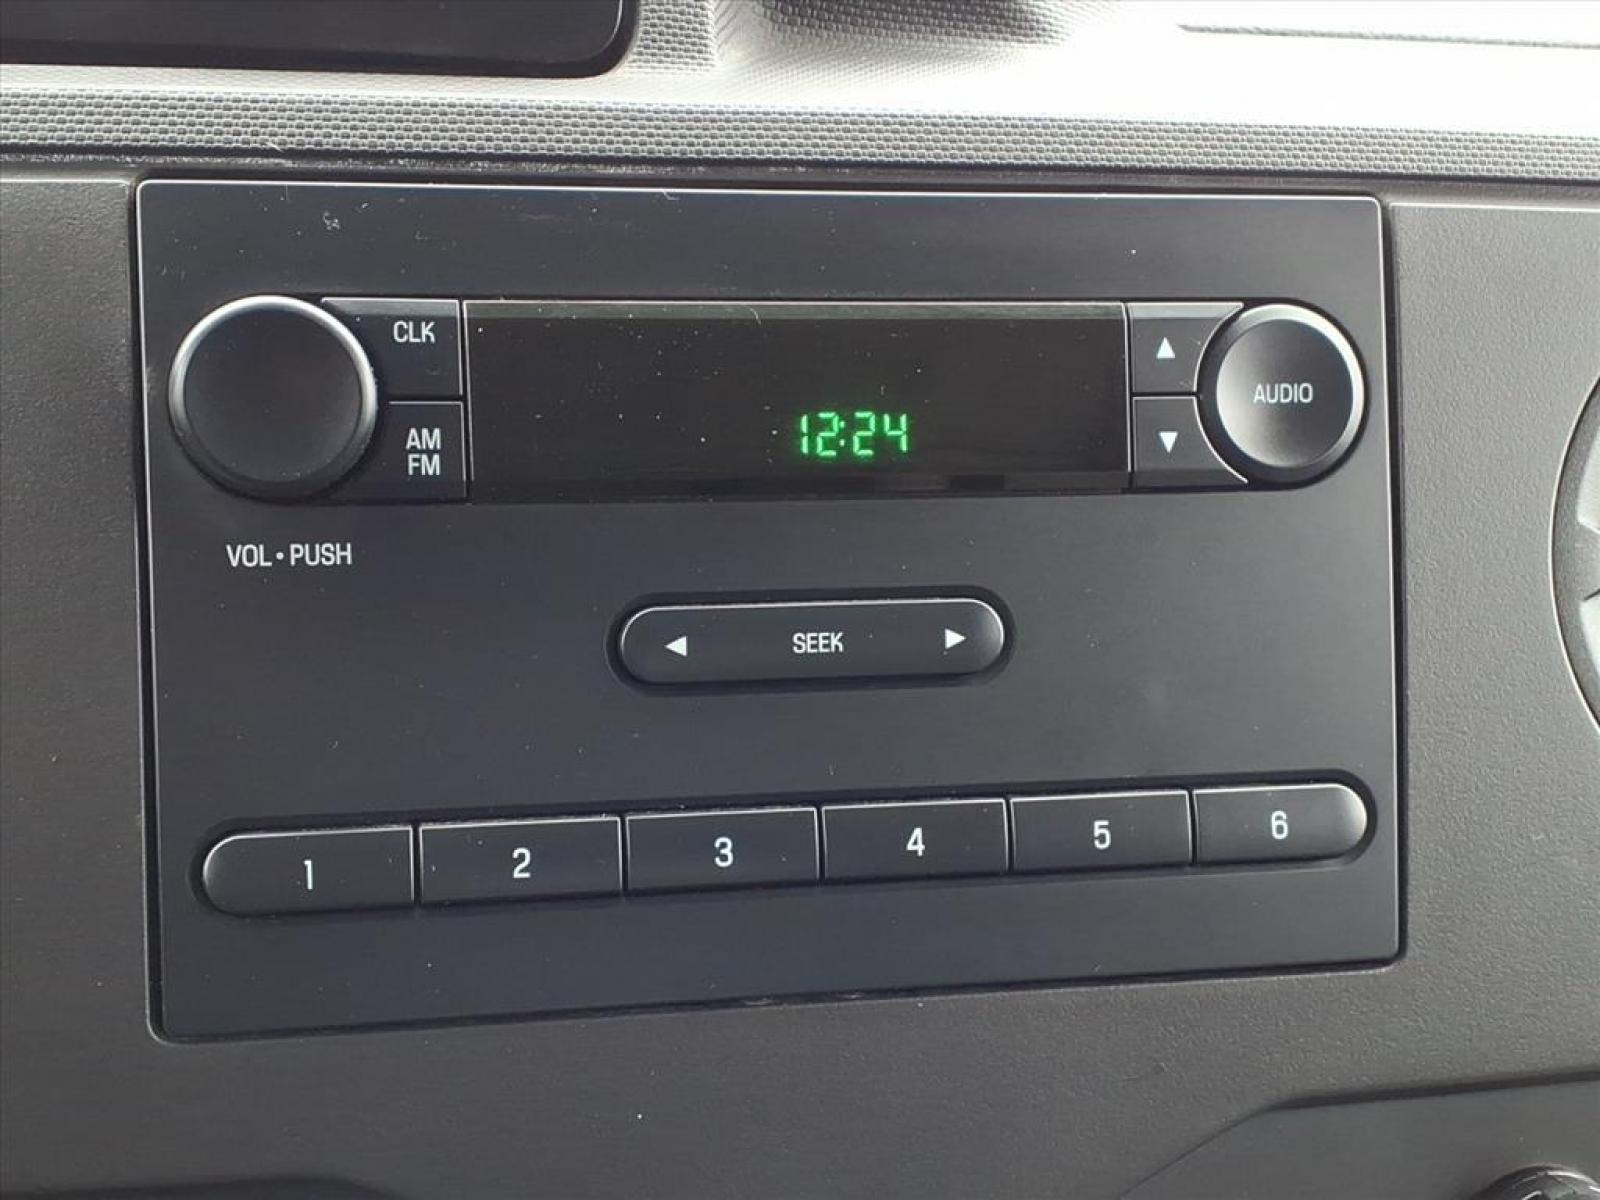 CLK
AM
FM
12:24
▲
▼
AUDIO
VOL • PUSH
◀ SEEK ▶
1 2 3 4 5 6